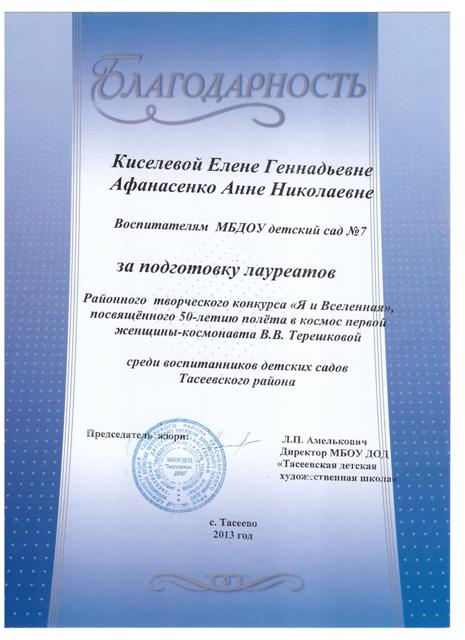 Благодарность
Киселевой Елене Геннадьевне
Афанасенко Анне Николаевне
Воспитателям МБДОУ детский сад №7
за подготовку лауреатов
Районного творческого конкурса «Я и Вселенная»,
посвящённого 50-летию полёта в космос первой
женщины-космонавта В.В. Терешковой
среди воспитанников детских садов
Тасеевского района
Председатель жюри:
Л.П. Амелькович
Директор МБОУ ДОД
«Тасеевская детская
художественная школа»
МБОУ ДОД
с. Тасеево
2013 год